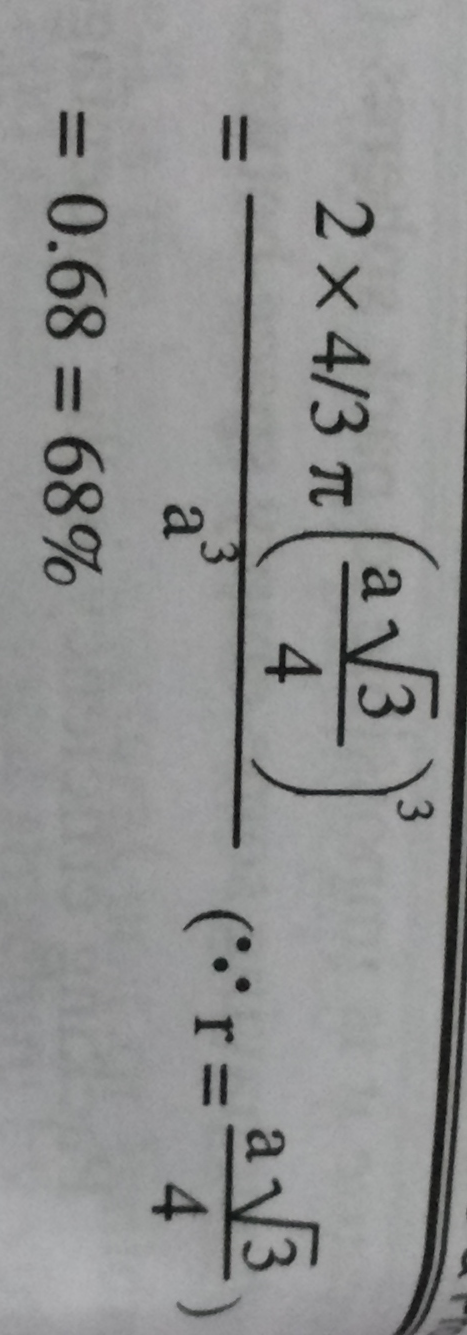 = 2 × 4/3 π (a√3/4)³ / a³ (∵ r = a√3/4)
= 0.68 = 68%